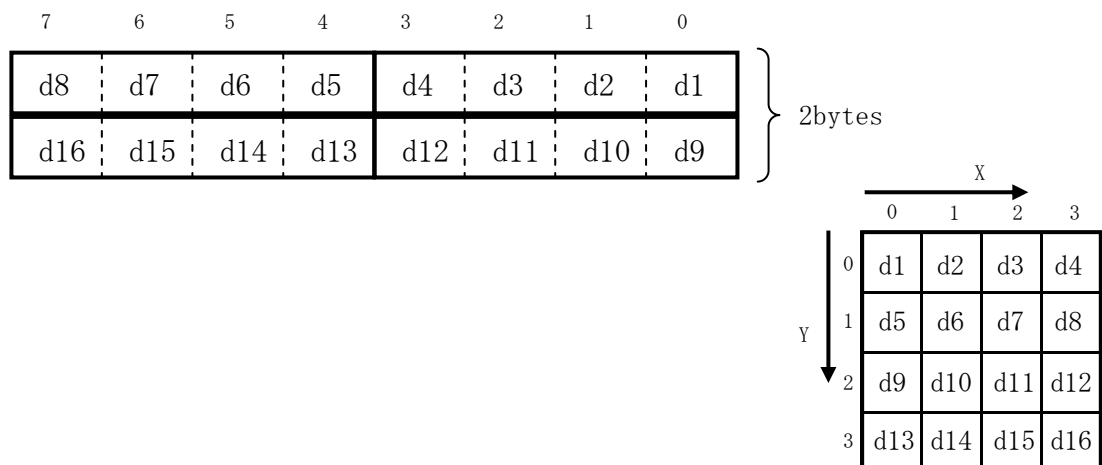 7 6 5 4 3 2 1 0
d8 d7 d6 d5 d4 d3 d2 d1
2bytes
d16 d15 d14 d13 d12 d11 d10 d9
X
0 1 2 3
0 d1 d2 d3 d4
1 d5 d6 d7 d8
Y
2 d9 d10 d11 d12
3 d13 d14 d15 d16